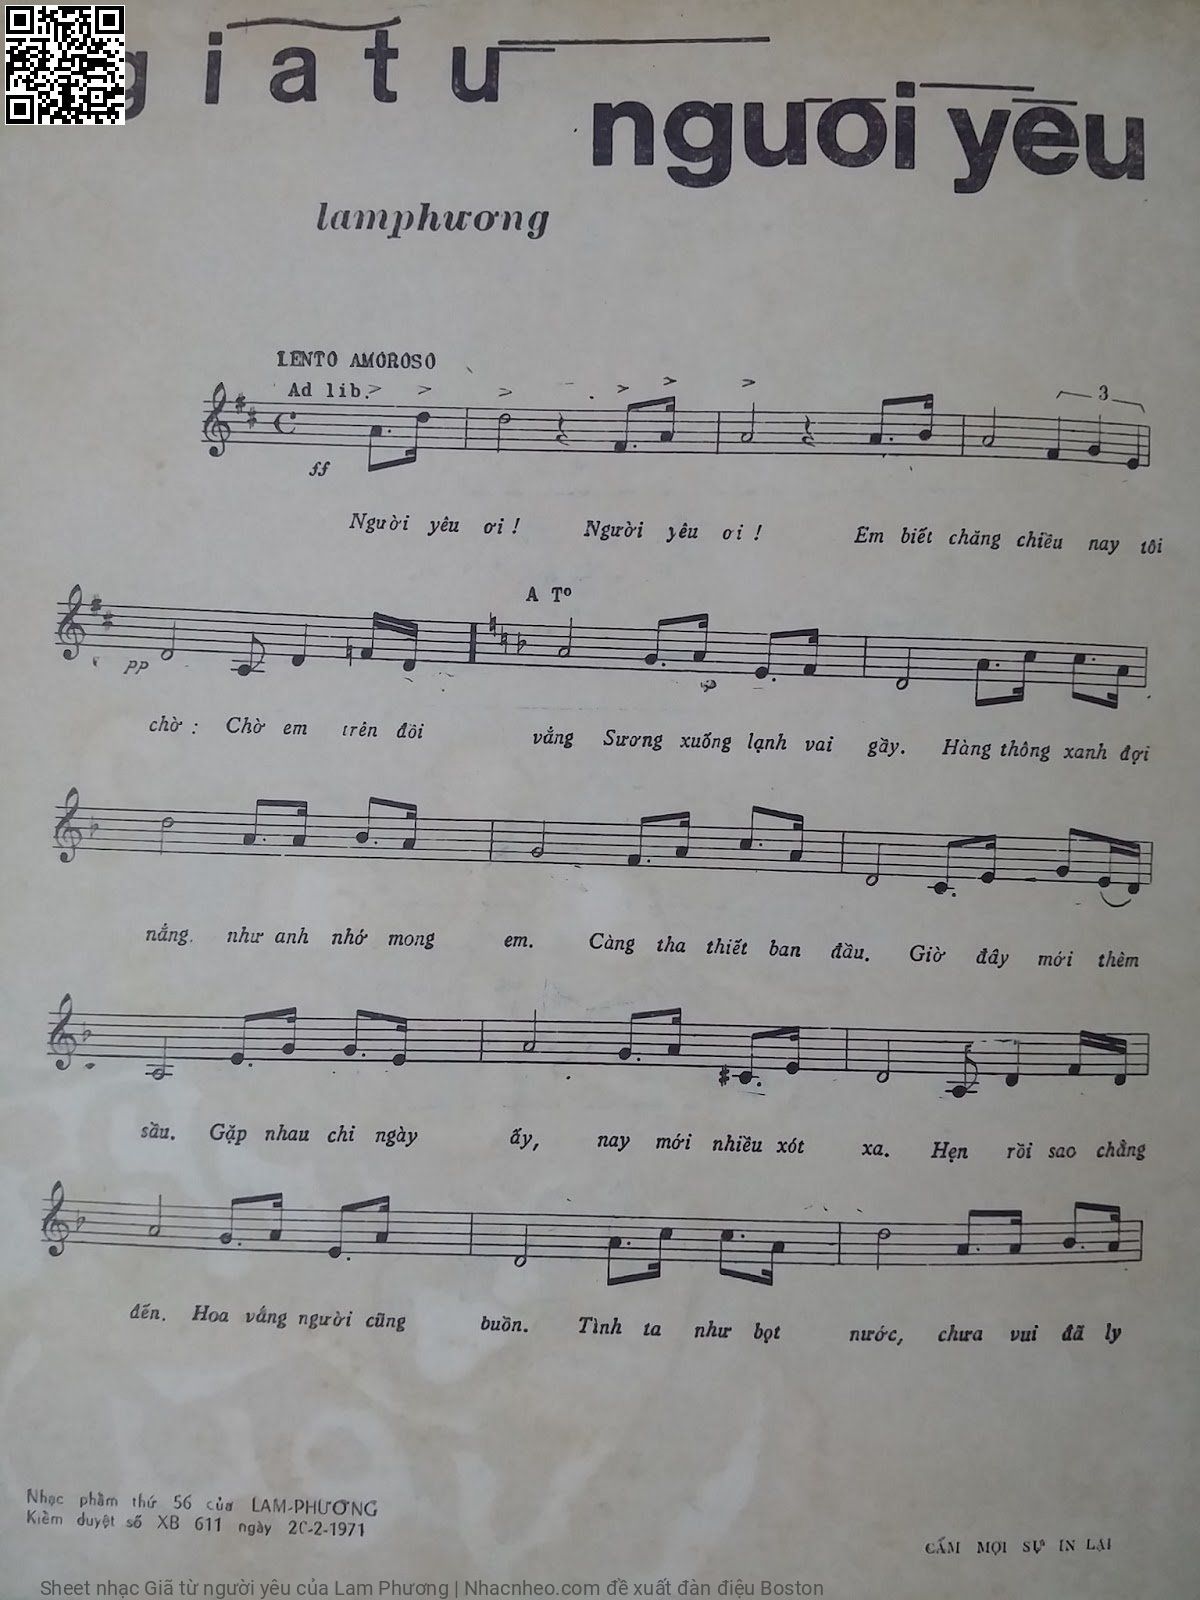 giã từ
người yêu
lamphương
LENTO AMOROSO
Ad lib.
3
ff
Người yêu ơi ! Người yêu ơi ! Em biết chăng chiều nay tôi
A Tº
pp
chờ : Chờ em trên đồi vắng Sương xuống lạnh vai gầy. Hàng thông xanh đợi
nắng. như anh nhớ mong em. Càng tha thiết ban đầu. Giờ đây mới thêm
sầu. Gặp nhau chi ngày ấy, nay mới nhiều xót xa. Hẹn rồi sao chẳng
đến. Hoa vắng người cũng buồn. Tình ta như bọt nước, chưa vui đã ly
Nhạc phẩm thứ 56 của LAM-PHƯƠNG
Kiểm duyệt số XB 611 ngày 20-2-1971
CẤM MỌI SỰ IN LẠI
Sheet nhạc Giã từ người yêu của Lam Phương | Nhacnheo.com đề xuất đàn điệu Boston